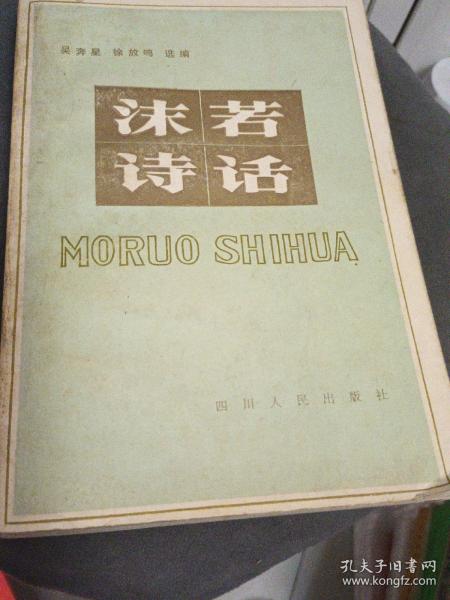 吴奔星 徐放鸣 选编
沫若
诗话
MORUO SHIHUA
四川人民出版社
孔夫子旧书网
www.kongfz.com